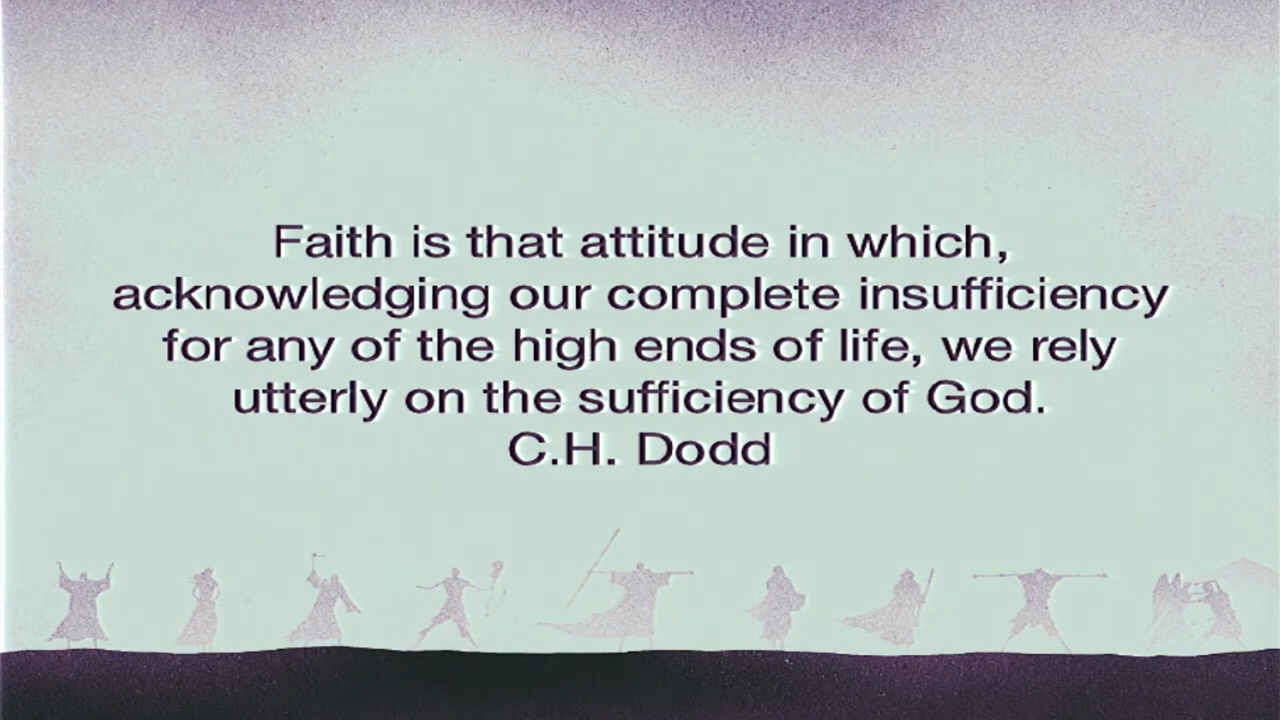 Faith is that attitude in which,
acknowledging our complete insufficiency
for any of the high ends of life, we rely
utterly on the sufficiency of God.
C.H. Dodd